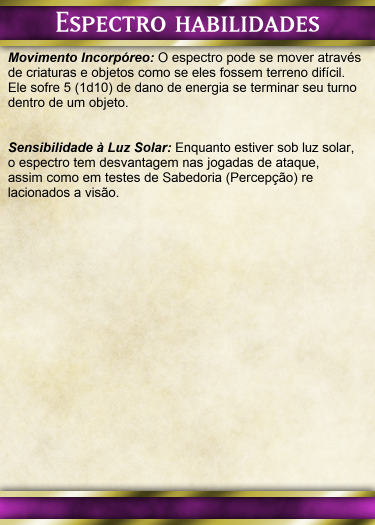 Espectro habilidades
Movimento Incorpóreo: O espectro pode se mover através
de criaturas e objetos como se eles fossem terreno difícil.
Ele sofre 5 (1d10) de dano de energia se terminar seu turno
dentro de um objeto.
Sensibilidade à Luz Solar: Enquanto estiver sob luz solar,
o espectro tem desvantagem nas jogadas de ataque,
assim como em testes de Sabedoria (Percepção) re
lacionados a visão.